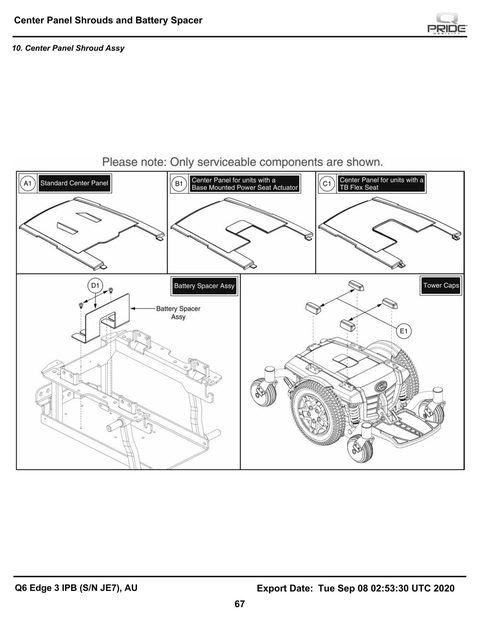 Center Panel Shrouds and Battery Spacer
PRIDE
10. Center Panel Shroud Assy
Please note: Only serviceable components are shown.
A1 Standard Center Panel
B1 Center Panel for units with a
Base Mounted Power Seat Actuator
C1 Center Panel for units with a
TB Flex Seat
D1
Battery Spacer Assy
Battery Spacer
Assy
Tower Caps
E1
Q6 Edge 3 IPB (S/N JE7), AU
Export Date: Tue Sep 08 02:53:30 UTC 2020
67